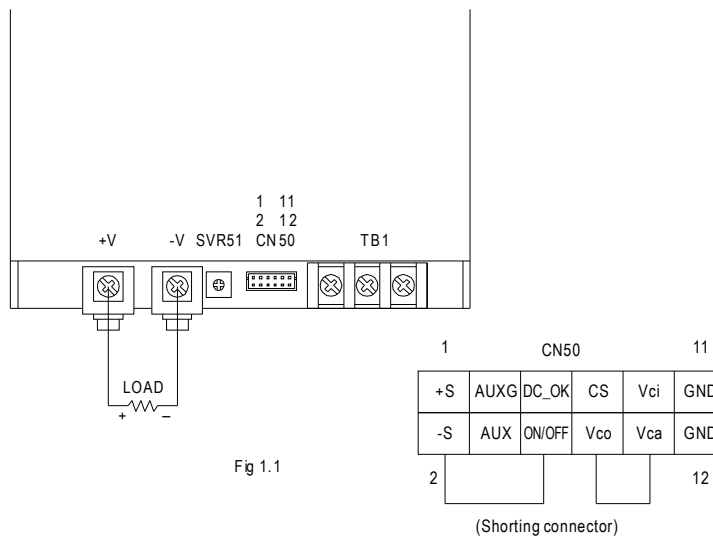 1 11
2 12
+V -V SVR51 CN50 TB1
LOAD
+ –
Fig 1.1
1 CN50 11
+S AUXG DC_OK CS Vci GND
-S AUX ON/OFF Vco Vca GND
2 12
(Shorting connector)